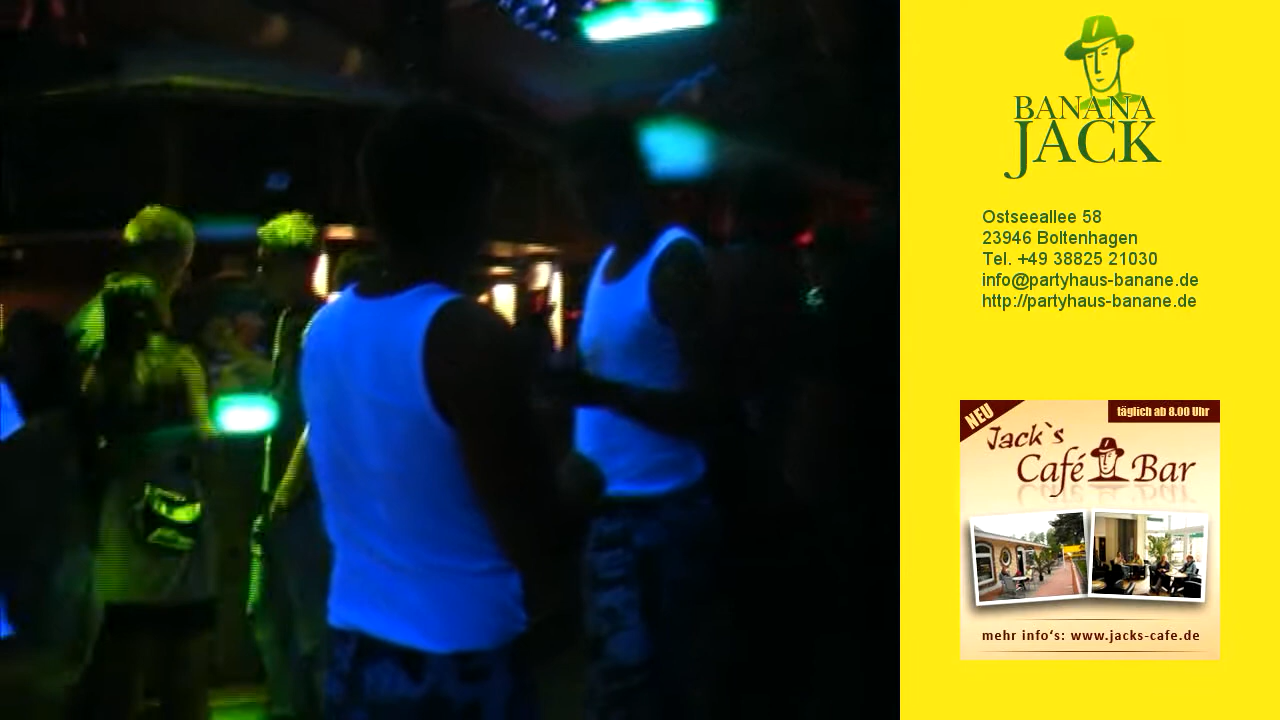 BANANA
JACK
Ostseeallee 58
23946 Boltenhagen
Tel. +49 38825 21030
info@partyhaus-banane.de
http://partyhaus-banane.de
NEU
täglich ab 8.00 Uhr
Jack`s
Café Bar
mehr info's: www.jacks-cafe.de